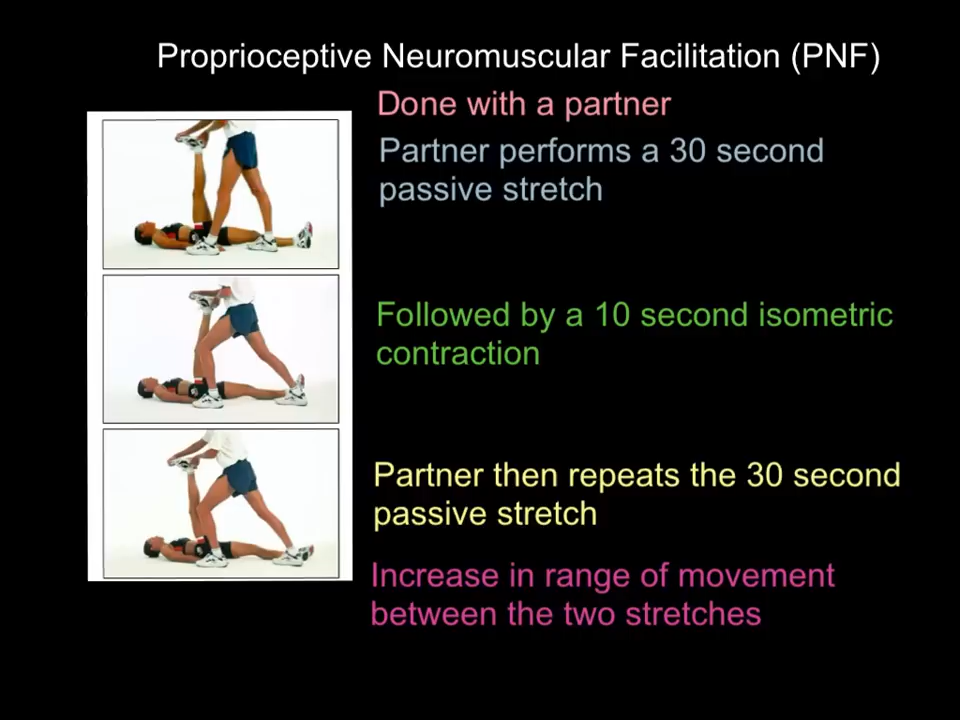 Proprioceptive Neuromuscular Facilitation (PNF)
Done with a partner
Partner performs a 30 second
passive stretch
Followed by a 10 second isometric
contraction
Partner then repeats the 30 second
passive stretch
Increase in range of movement
between the two stretches